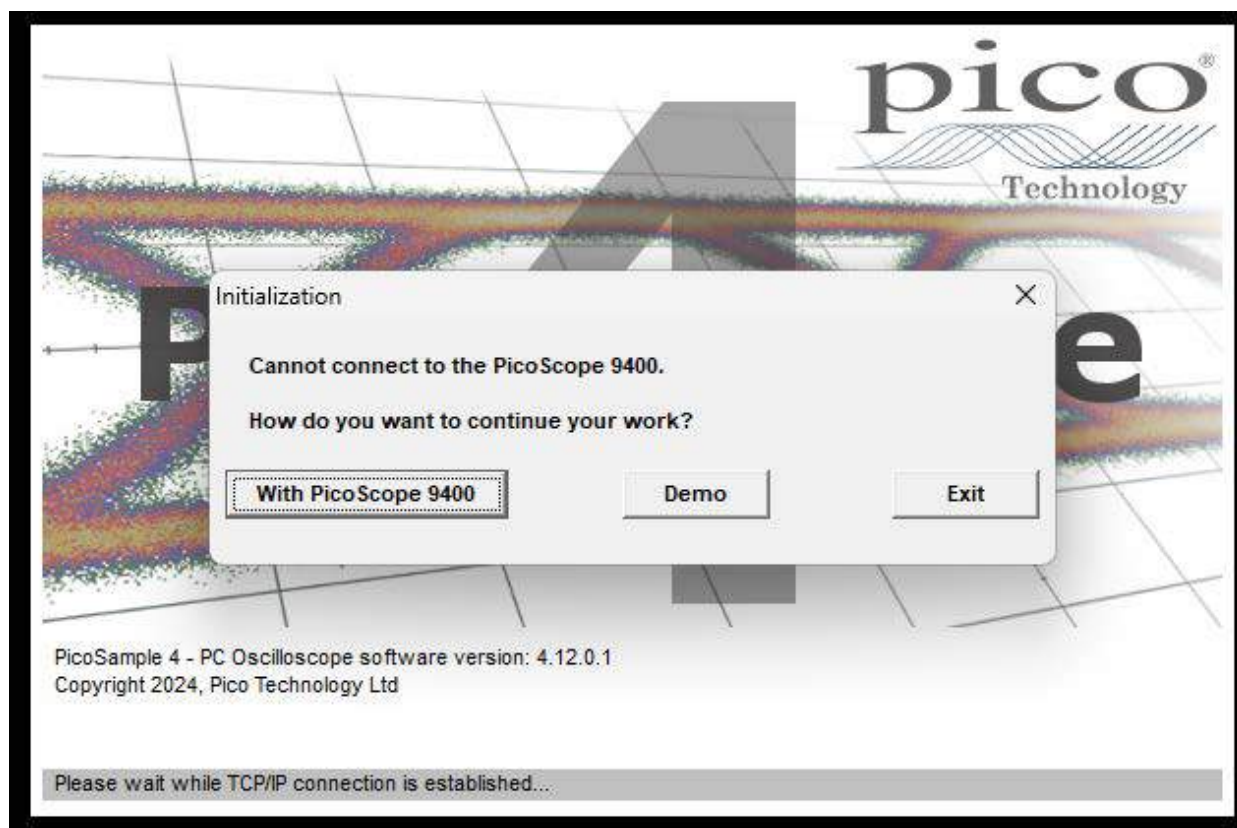 pico®
Technology
Initialization
Cannot connect to the PicoScope 9400.
How do you want to continue your work?
With PicoScope 9400
Demo
Exit
P
e
4
PicoSample 4 - PC Oscilloscope software version: 4.12.0.1
Copyright 2024, Pico Technology Ltd
Please wait while TCP/IP connection is established...